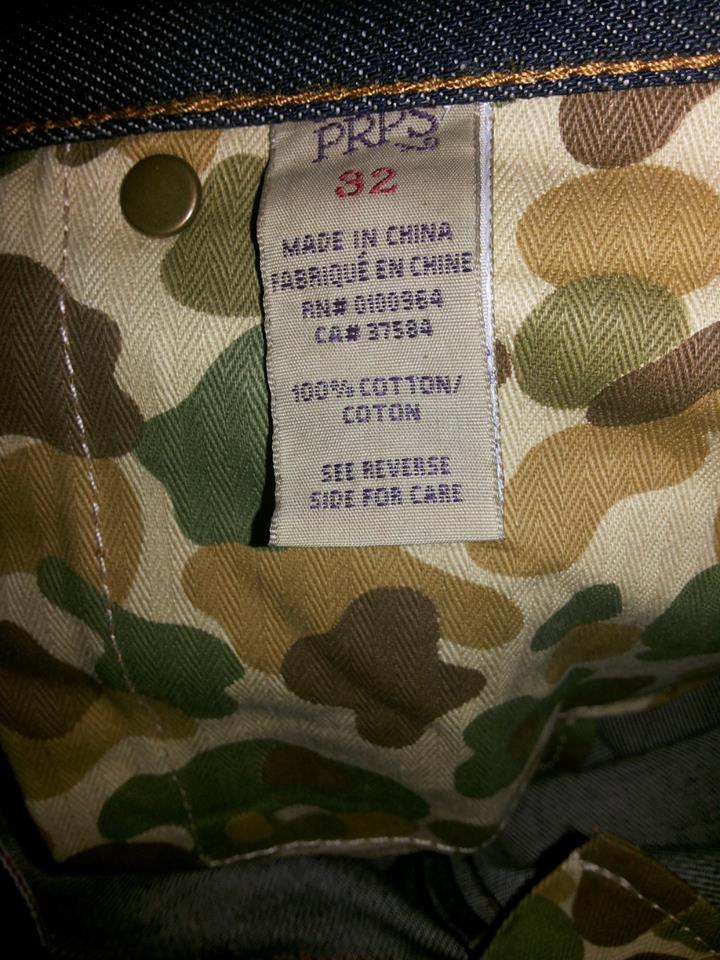 PRPS
32
MADE IN CHINA
FABRIQUÉ EN CHINE
RN# 0100964
CA# 37584
100% COTTON/
COTON
SEE REVERSE
SIDE FOR CARE